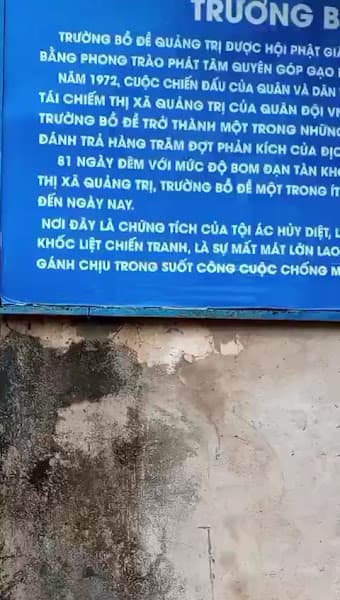 TRƯỜNG B
TRƯỜNG BỒ ĐỀ QUẢNG TRỊ ĐƯỢC HỘI PHẬT GIÁ
BẰNG PHONG TRÀO PHÁT TÂM QUYÊN GÓP GẠO
NĂM 1972, CUỘC CHIẾN ĐẤU CỦA QUÂN VÀ DÂN
TÁI CHIẾM THỊ XÃ QUẢNG TRỊ CỦA QUÂN ĐỘI VN
TRƯỜNG BỒ ĐỀ TRỞ THÀNH MỘT TRONG NHỮNG
ĐÁNH TRẢ HÀNG TRĂM ĐỢT PHẢN KÍCH CỦA ĐỊC
81 NGÀY ĐÊM VỚI MỨC ĐỘ BOM ĐẠN TÀN KH
THỊ XÃ QUẢNG TRỊ, TRƯỜNG BỒ ĐỀ MỘT TRONG ÍT
ĐẾN NGÀY NAY.
NƠI ĐÂY LÀ CHỨNG TÍCH CỦA TỘI ÁC HỦY DIỆT, L
KHỐC LIỆT CHIẾN TRANH, LÀ SỰ MẤT MÁT LỚN LAO
GÁNH CHỊU TRONG SUỐT CÔNG CUỘC CHỐNG M